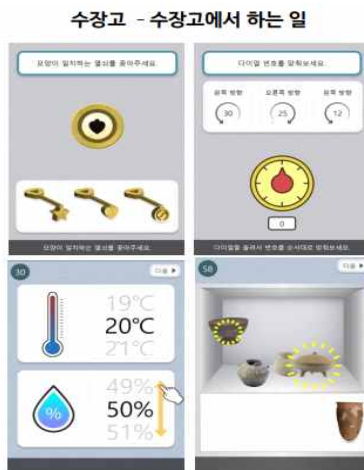 수장고 - 수장고에서 하는 일
모양이 일치하는 열쇠를 꽂아주세요.
모양이 일치하는 열쇠를 꽂아주세요.
다이얼 번호를 맞춰보세요.
왼쪽 방향 오른쪽 방향 왼쪽 방향
30 25 12
0
다이얼을 돌려서 번호를 순서대로 맞춰보세요.
30 다음
19℃
20℃
21℃
%
49%
50%
51%
58 다음